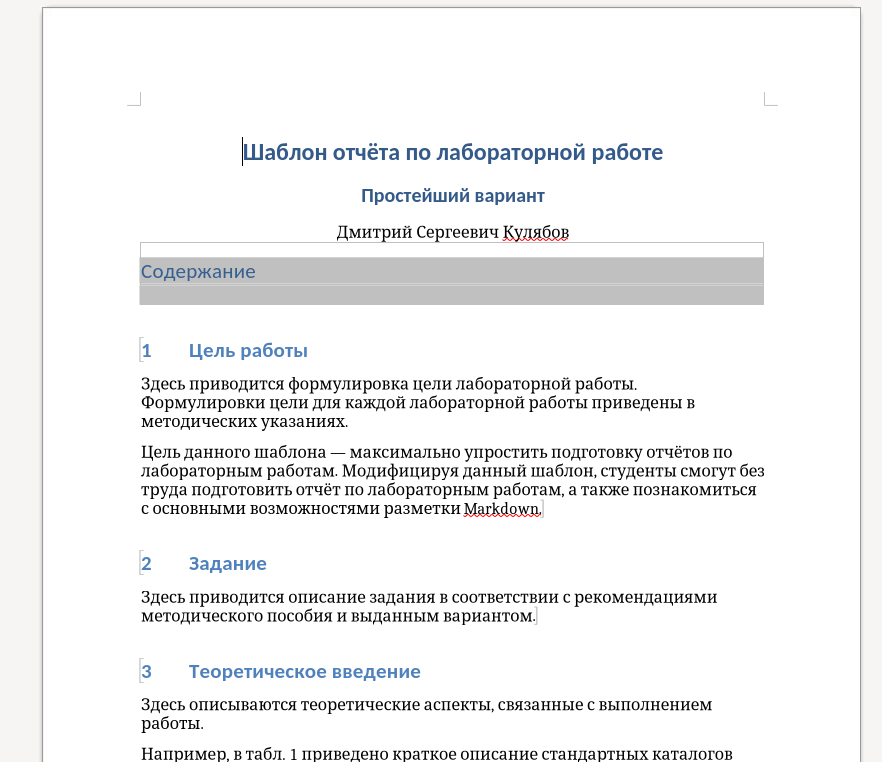 Шаблон отчёта по лабораторной работе
Простейший вариант
Дмитрий Сергеевич Кулябов
Содержание
1 Цель работы
Здесь приводится формулировка цели лабораторной работы.
Формулировки цели для каждой лабораторной работы приведены в
методических указаниях.
Цель данного шаблона — максимально упростить подготовку отчётов по
лабораторным работам. Модифицируя данный шаблон, студенты смогут без
труда подготовить отчёт по лабораторным работам, а также познакомиться
с основными возможностями разметки Markdown.
2 Задание
Здесь приводится описание задания в соответствии с рекомендациями
методического пособия и выданным вариантом.
3 Теоретическое введение
Здесь описываются теоретические аспекты, связанные с выполнением
работы.
Например, в табл. 1 приведено краткое описание стандартных каталогов